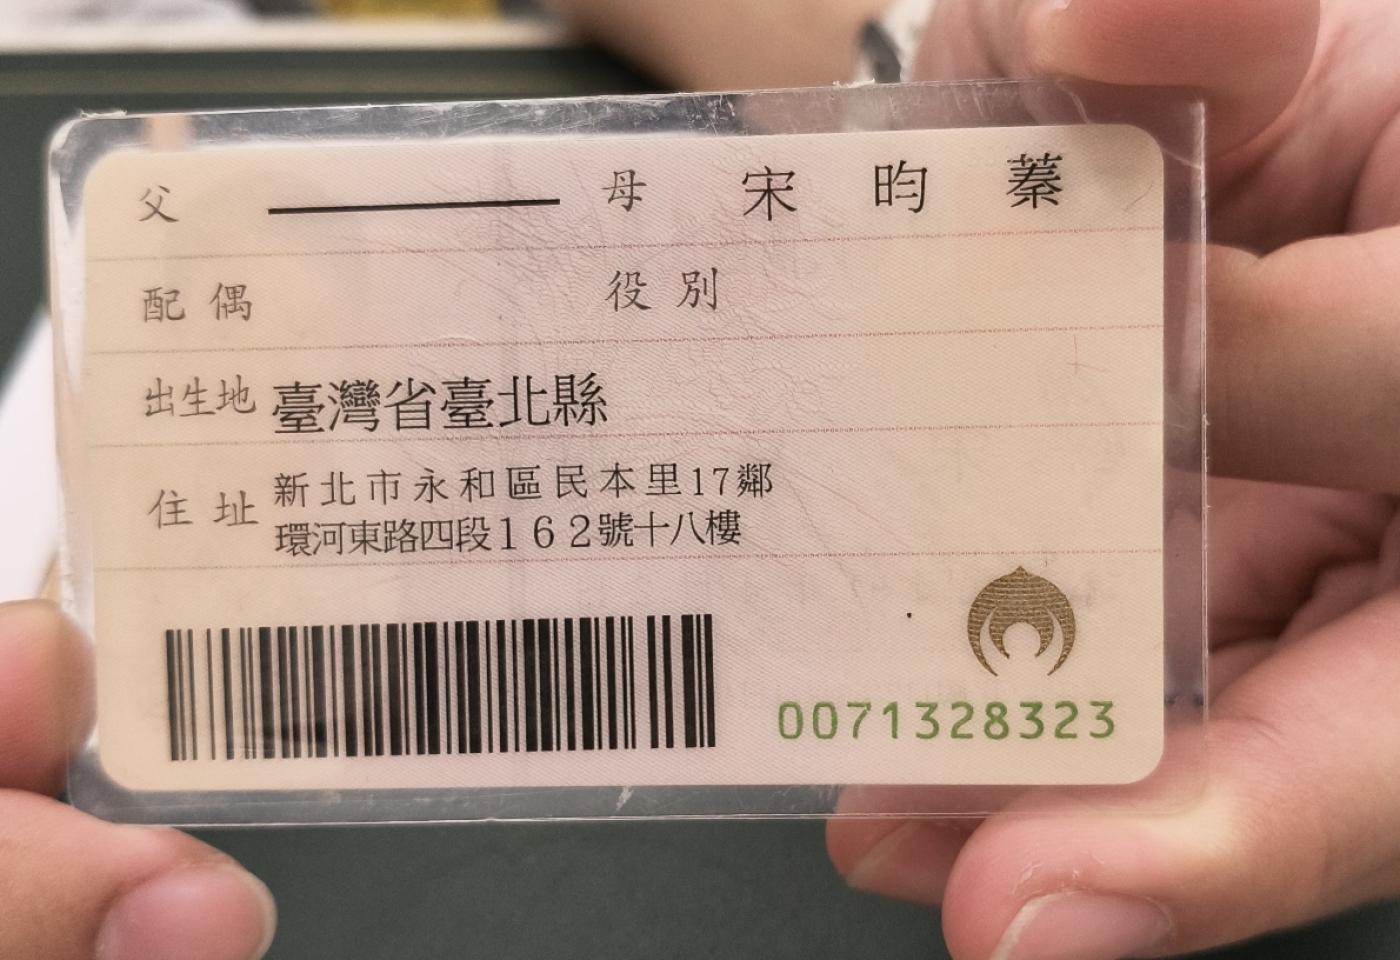 父 母 宋昀蓁
配偶 役別
出生地 臺灣省臺北縣
住址 新北市永和區民本里17鄰
環河東路四段162號十八樓
0071328323